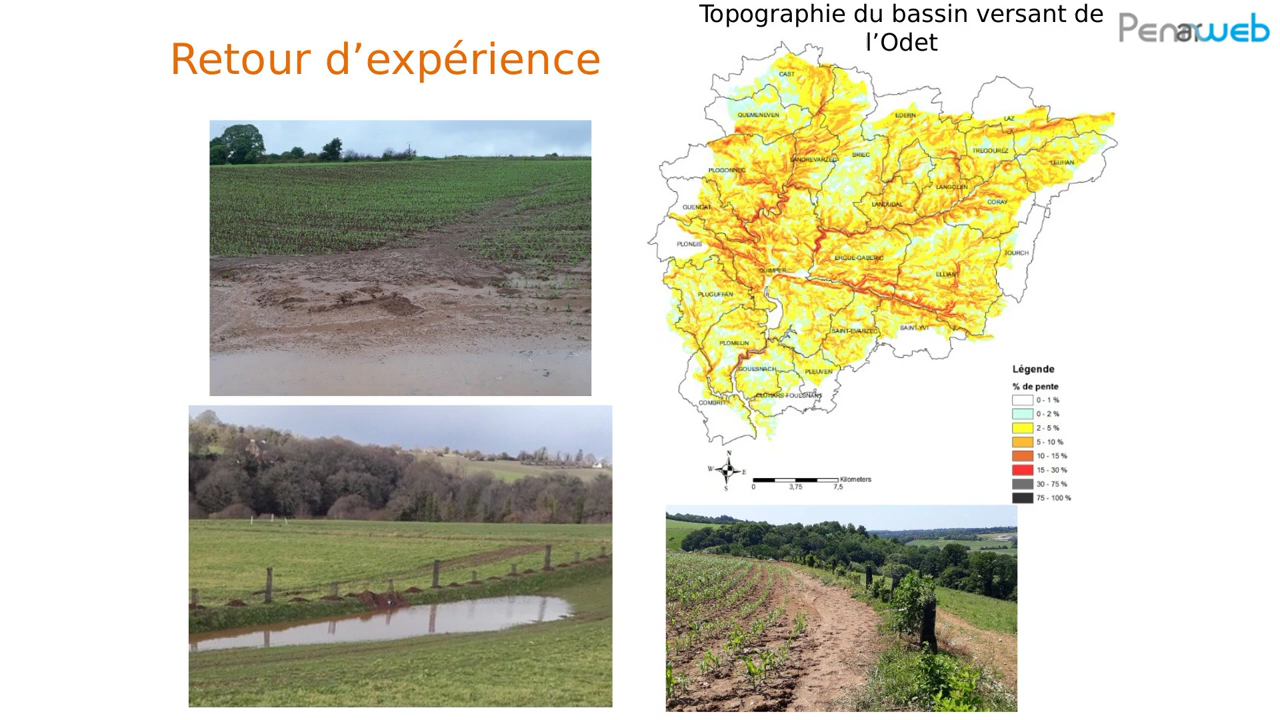 Topographie du bassin versant de
l’Odet
Penn ar web
Retour d’expérience
CAST
QUEMENEVEN
EDERN
LAZ
LANDREVARZEC
BRIEC
TREGOUREZ
LEUHAN
PLOGONNEC
LANGOLEN
GUENGAT
LANDUDAL
CORAY
PLONEIS
ERGUE-GABERIC
TOURCH
QUIMPER
ELLIANT
PLUGUFFAN
SAINT-EVARZEC
SAINT-YVI
PLOMELIN
GOUESNACH
PLEUVEN
COMBRIT
CLOHARS-FOUESNANT
Légende
% de pente
0 - 1 %
0 - 2 %
2 - 5 %
5 - 10 %
10 - 15 %
15 - 30 %
30 - 75 %
75 - 100 %
N
W E
S
Kilometers
0 3,75 7,5